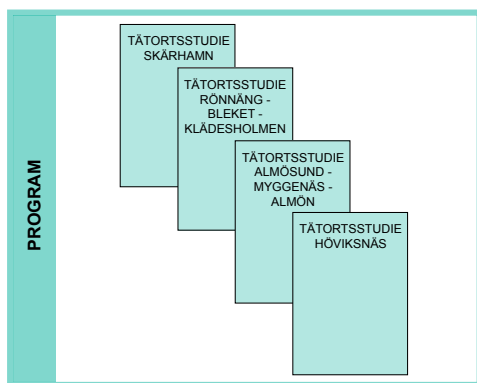 PROGRAM
TÄTORTSSTUDIE
SKÄRHAMN
TÄTORTSSTUDIE
RÖNNÄNG -
BLEKET -
KLÄDESHOLMEN
TÄTORTSSTUDIE
ALMÖSUND -
MYGGENÄS -
ALMÖN
TÄTORTSSTUDIE
HÖVIKSNÄS